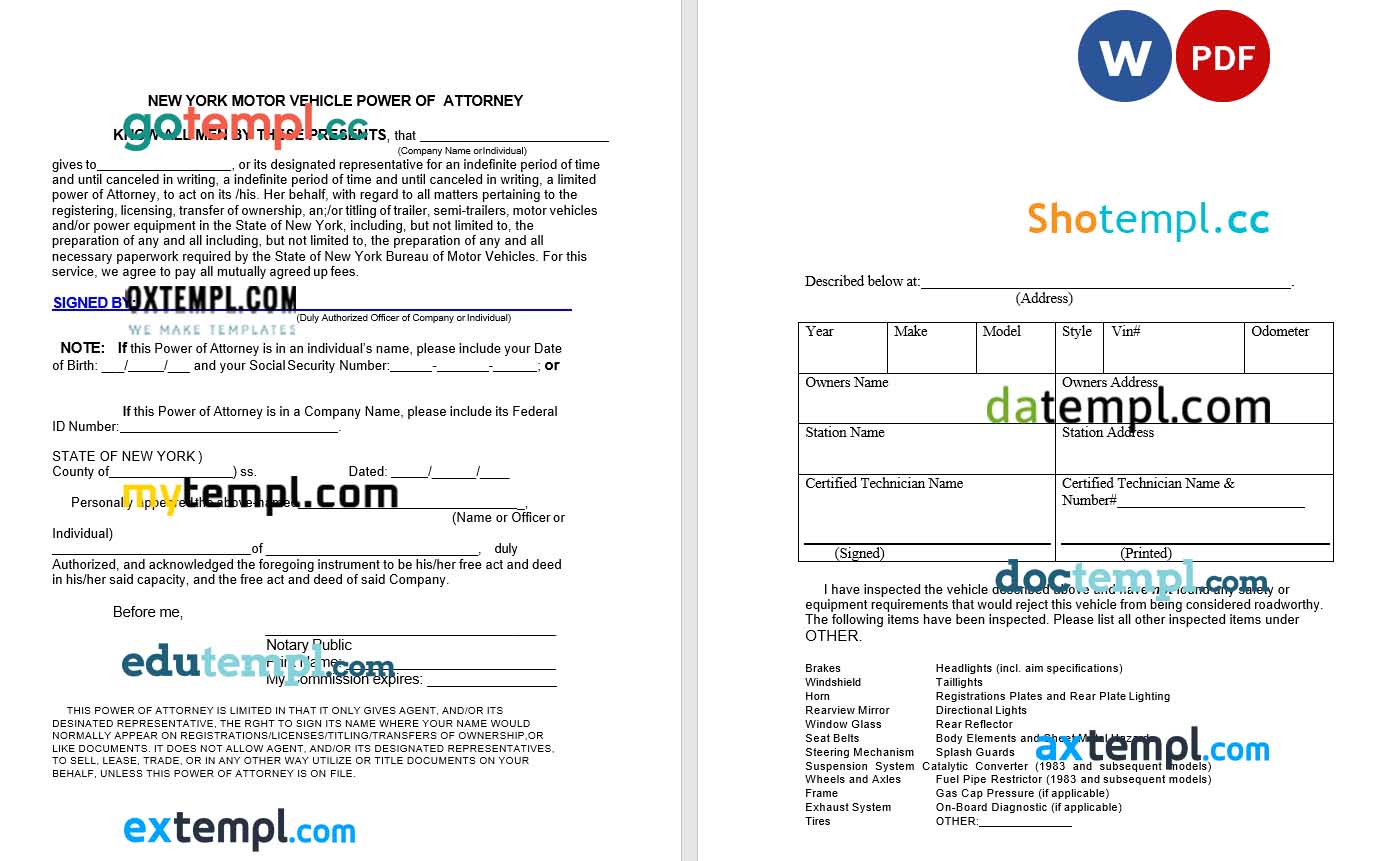 NEW YORK MOTOR VEHICLE POWER OF ATTORNEY
gotempl.cc
KNOW ALL MEN BY THESE PRESENTS, that ____________________
(Company Name or Individual)
gives to____________________, or its designated representative for an indefinite period of time
and until canceled in writing, a indefinite period of time and until canceled in writing, a limited
power of Attorney, to act on its /his. Her behalf, with regard to all matters pertaining to the
registering, licensing, transfer of ownership, an;/or titling of trailer, semi-trailers, motor vehicles
and/or power equipment in the State of New York, including, but not limited to, the
preparation of any and all including, but not limited to, the preparation of any and all
necessary paperwork required by the State of New York Bureau of Motor Vehicles. For this
service, we agree to pay all mutually agreed up fees.
SIGNED BY:
OXTEMPL.COM
WE MAKE TEMPLATES
(Duly Authorized Officer of Company or Individual)
NOTE: If this Power of Attorney is in an individual's name, please include your Date
of Birth: ___/_____/___ and your Social Security Number:______-_______-______; or
If this Power of Attorney is in a Company Name, please include its Federal
ID Number:______________________________.
STATE OF NEW YORK )
County of_________________) ss. Dated: _____/______/____
mytempl.com
Personally appeared the above-named______________________________,
(Name or Officer or
Individual)
____________________________of ______________________________, duly
Authorized, and acknowledged the foregoing instrument to be his/her free act and deed
in his/her said capacity, and the free act and deed of said Company.
Before me,
Notary Public
edutempl.com
Print Name:
My Commission expires: _________________
THIS POWER OF ATTORNEY IS LIMITED IN THAT IT ONLY GIVES AGENT, AND/OR ITS
DESINATED REPRESENTATIVE, THE RGHT TO SIGN ITS NAME WHERE YOUR NAME WOULD
NORMALLY APPEAR ON REGISTRATIONS/LICENSES/TITLING/TRANSFERS OF OWNERSHIP,OR
LIKE DOCUMENTS. IT DOES NOT ALLOW AGENT, AND/OR ITS DESIGNATED REPRESENTATIVES,
TO SELL, LEASE, TRADE, OR IN ANY OTHER WAY UTILIZE OR TITLE DOCUMENTS ON YOUR
BEHALF, UNLESS THIS POWER OF ATTORNEY IS ON FILE.
extempl.com
W PDF
Shotempl.cc
Described below at:____________________________________________.
(Address)
Year Make Model Style Vin# Odometer
Owners Name Owners Address
datempl.com
Station Name Station Address
Certified Technician Name Certified Technician Name &
Number#_________________________
(Signed) (Printed)
doctempl.com
I have inspected the vehicle described above and have not found any safety or
equipment requirements that would reject this vehicle from being considered roadworthy.
The following items have been inspected. Please list all other inspected items under
OTHER.
Brakes Headlights (incl. aim specifications)
Windshield Taillights
Horn Registrations Plates and Rear Plate Lighting
Rearview Mirror Directional Lights
Window Glass Rear Reflector
Seat Belts Body Elements and Sheet Metal Hazards
axtempl.com
Steering Mechanism Splash Guards
Suspension System Catalytic Converter (1983 and subsequent models)
Wheels and Axles Fuel Pipe Restrictor (1983 and subsequent models)
Frame Gas Cap Pressure (if applicable)
Exhaust System On-Board Diagnostic (if applicable)
Tires OTHER:_______________